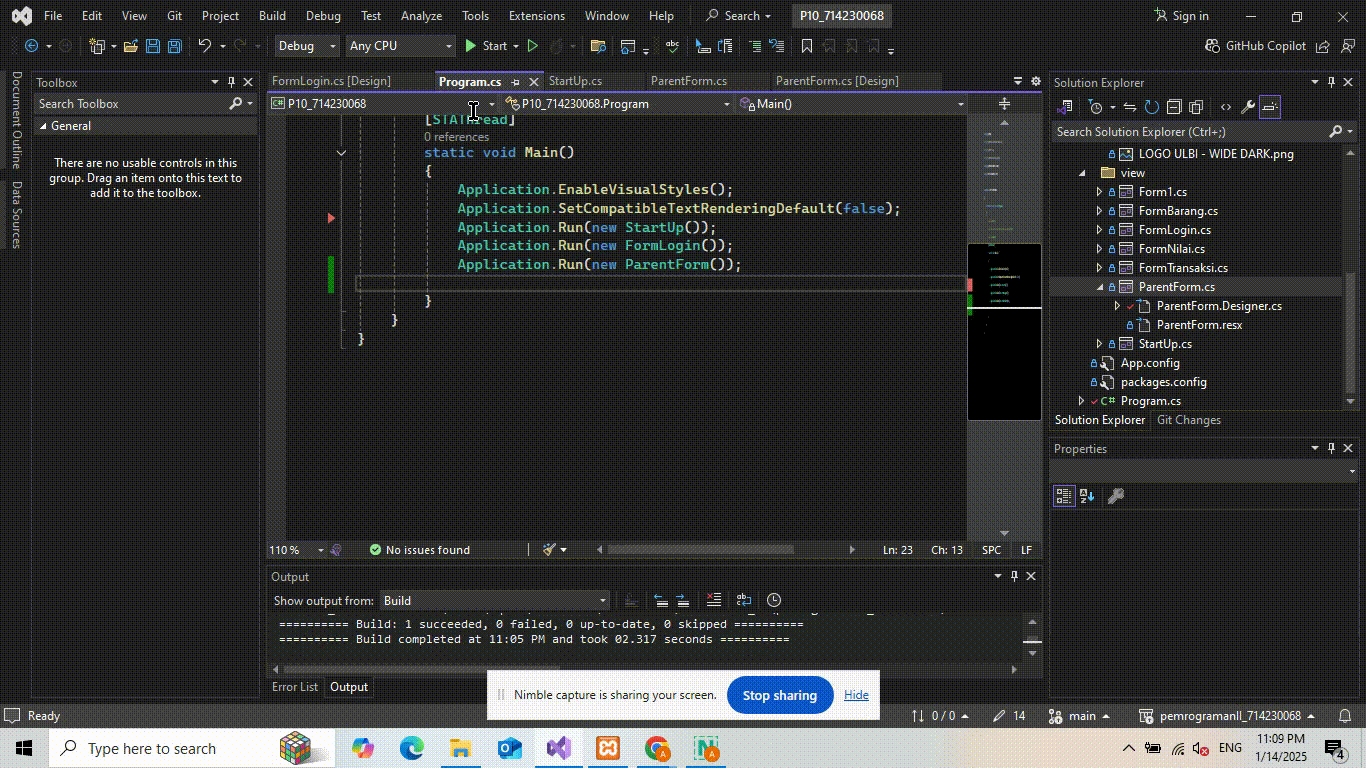 File Edit View Git Project Build Debug Test Analyze Tools Extensions Window Help Search P10_714230068 Sign in
Debug Any CPU Start GitHub Copilot
Document Outline
Data Sources
Toolbox
Search Toolbox
General
There are no usable controls in this
group. Drag an item onto this text to
add it to the toolbox.
FormLogin.cs [Design] Program.cs StartUp.cs ParentForm.cs ParentForm.cs [Design]
P10_714230068 P10_714230068.Program Main()
[STAThread]
0 references
static void Main()
{
Application.EnableVisualStyles();
Application.SetCompatibleTextRenderingDefault(false);
Application.Run(new StartUp());
Application.Run(new FormLogin());
Application.Run(new ParentForm());
}
}
}
110 % No issues found Ln: 23 Ch: 13 SPC LF
Output
Show output from: Build
========== Build: 1 succeeded, 0 failed, 0 up-to-date, 0 skipped ==========
========== Build completed at 11:05 PM and took 02.317 seconds ==========
Error List Output
Solution Explorer
Search Solution Explorer (Ctrl+;)
LOGO ULBI - WIDE DARK.png
view
Form1.cs
FormBarang.cs
FormLogin.cs
FormNilai.cs
FormTransaksi.cs
ParentForm.cs
ParentForm.Designer.cs
ParentForm.resx
StartUp.cs
App.config
packages.config
Program.cs
Solution Explorer Git Changes
Properties
Nimble capture is sharing your screen. Stop sharing Hide
Ready 0 / 0 14 main pemrogramanII_714230068
Type here to search ENG 11:09 PM
1/14/2025
4